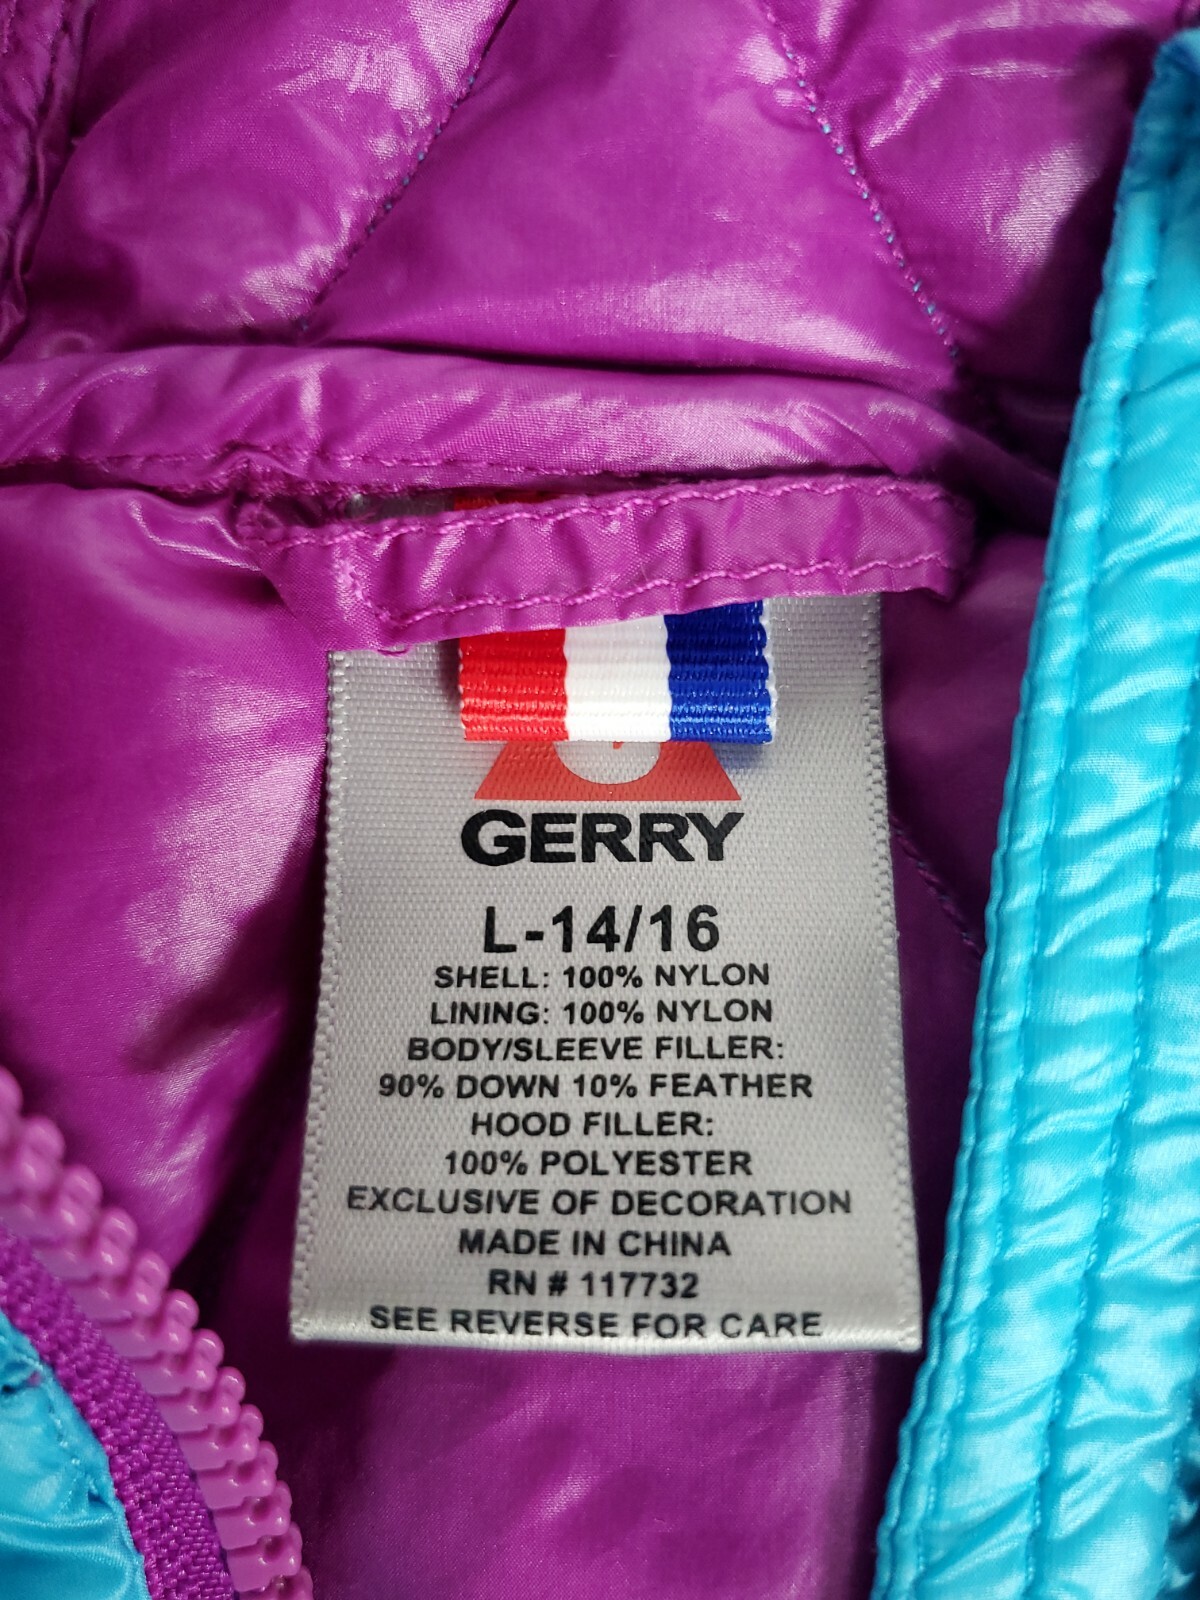 GERRY
L-14/16
SHELL: 100% NYLON
LINING: 100% NYLON
BODY/SLEEVE FILLER:
90% DOWN 10% FEATHER
HOOD FILLER:
100% POLYESTER
EXCLUSIVE OF DECORATION
MADE IN CHINA
RN # 117732
SEE REVERSE FOR CARE